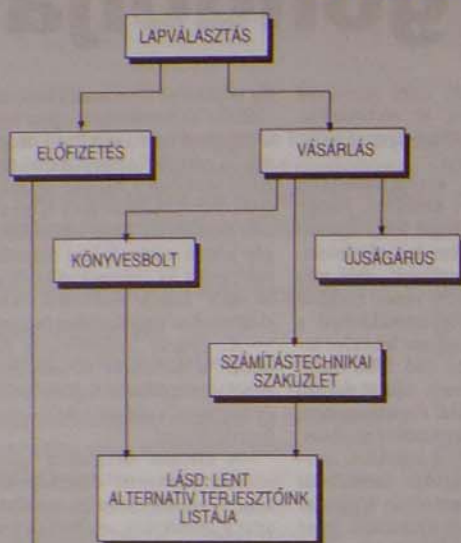 LAPVÁLASZTÁS
ELŐFIZETÉS
VÁSÁRLÁS
KÖNYVESBOLT
ÚJSÁGÁRUS
SZÁMÍTÁSTECHNIKAI
SZAKÜZLET
LÁSD: LENT
ALTERNATÍV TERJESZTŐINK
LISTÁJA